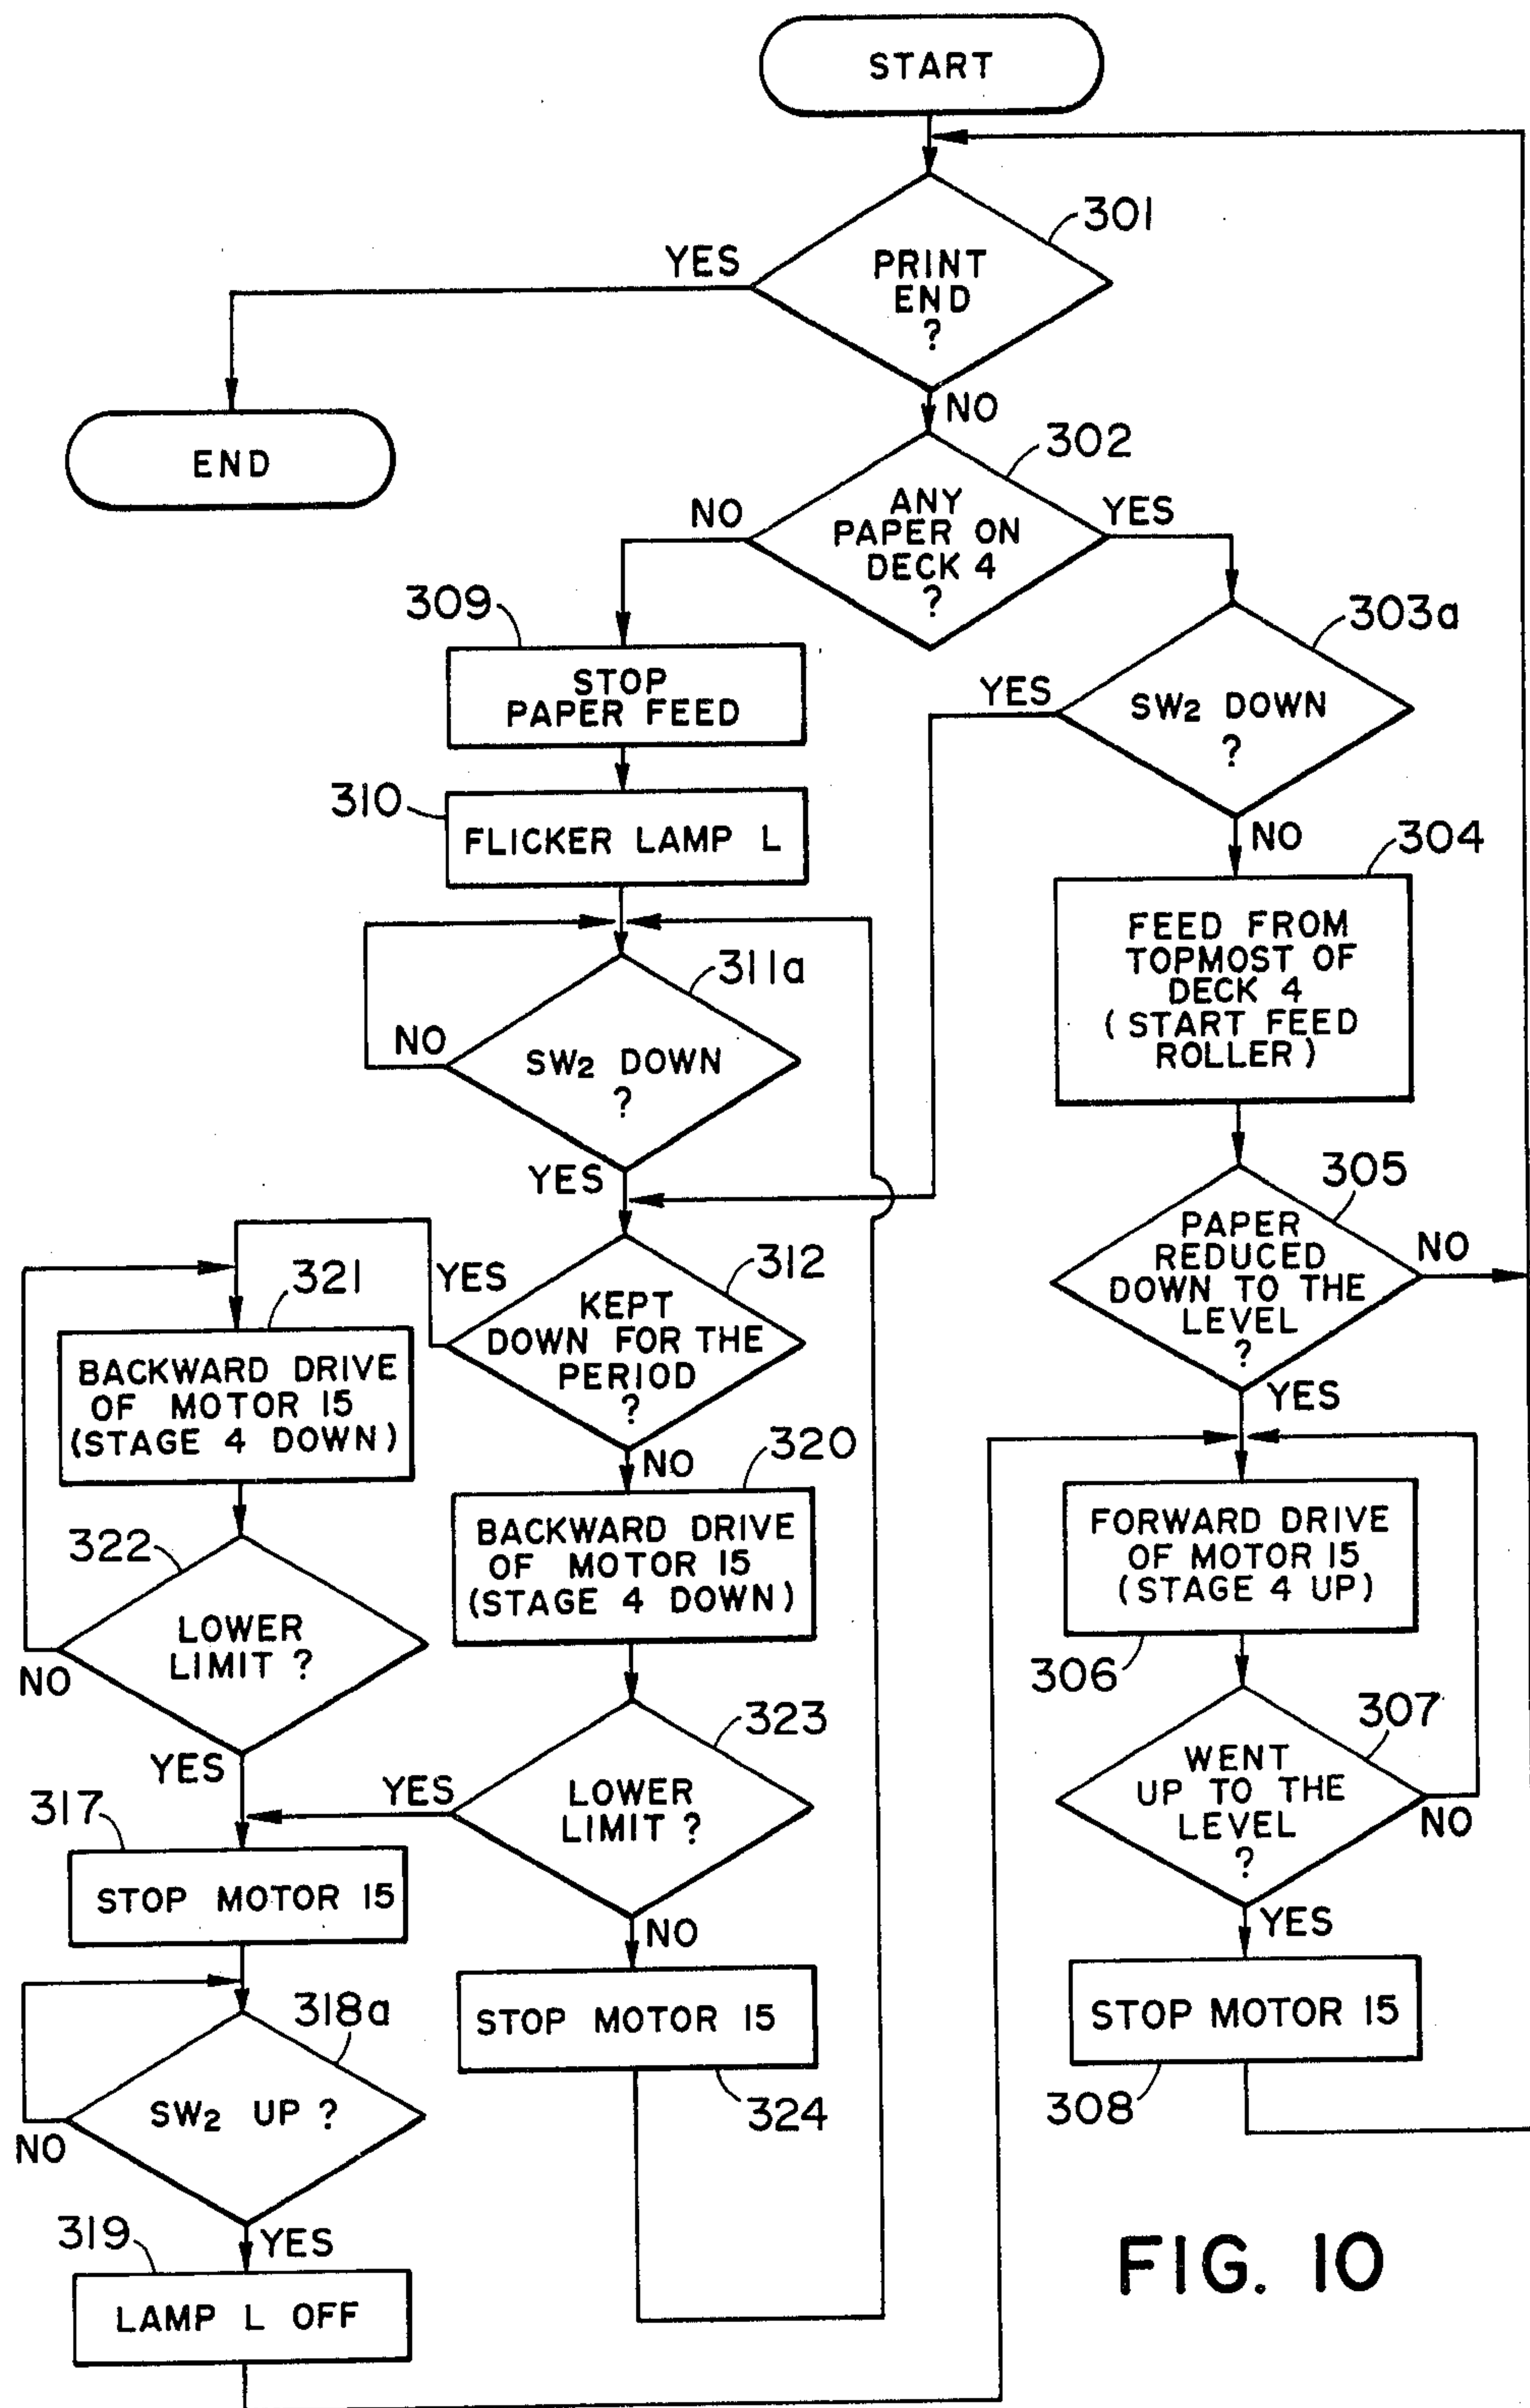 START
301
PRINT
END
?
YES
NO
END
302
ANY
PAPER ON
DECK 4
?
NO
YES
309
STOP
PAPER FEED
303a
SW2 DOWN
?
YES
NO
310
FLICKER LAMP L
304
FEED FROM
TOPMOST OF
DECK 4
( START FEED
ROLLER )
311a
SW2 DOWN
?
NO
YES
305
PAPER
REDUCED
DOWN TO THE
LEVEL
?
NO
YES
312
KEPT
DOWN FOR THE
PERIOD
?
YES
NO
321
BACKWARD DRIVE
OF MOTOR 15
(STAGE 4 DOWN)
320
BACKWARD DRIVE
OF MOTOR 15
(STAGE 4 DOWN)
FORWARD DRIVE
OF MOTOR 15
(STAGE 4 UP)
306
322
LOWER
LIMIT ?
NO
YES
323
LOWER
LIMIT ?
YES
NO
307
WENT
UP TO THE
LEVEL
?
NO
YES
317
STOP MOTOR 15
STOP MOTOR 15
324
STOP MOTOR 15
308
318a
SW2 UP ?
NO
YES
319
LAMP L OFF
FIG. 10